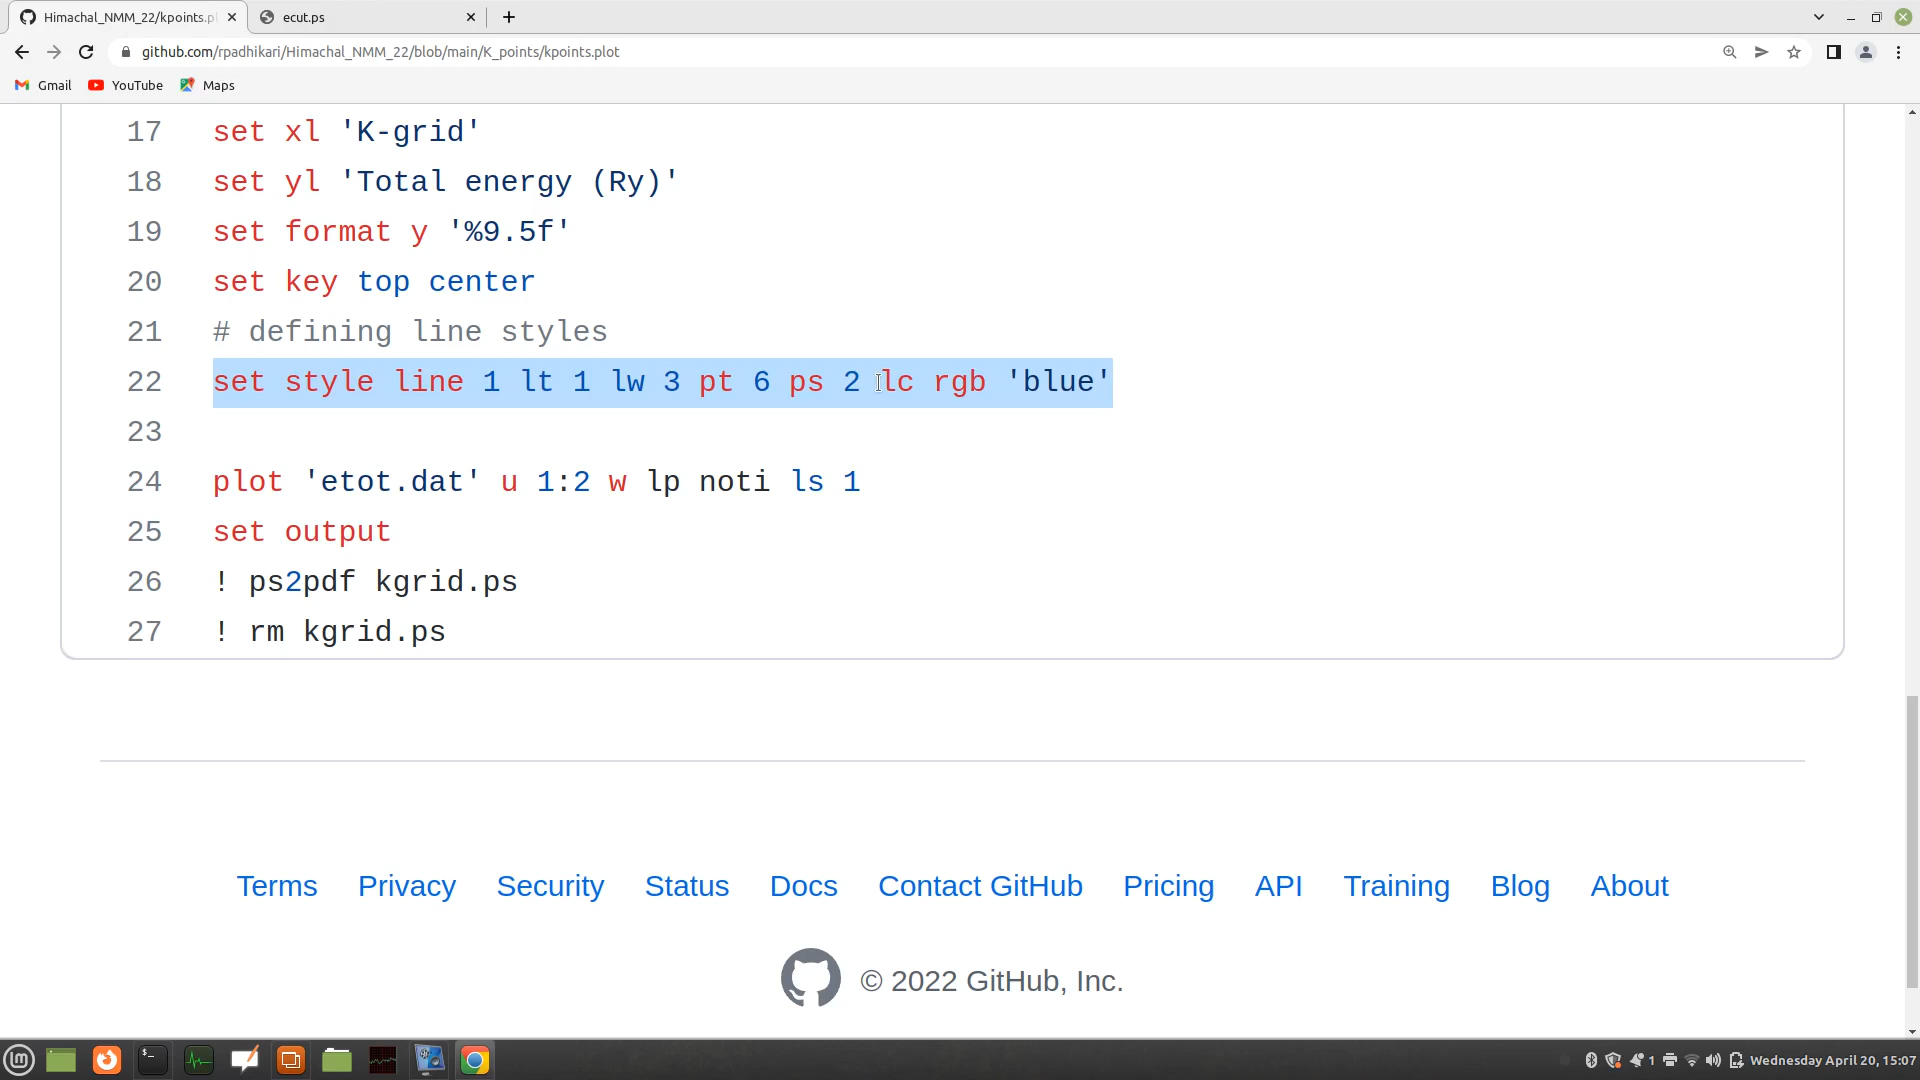 Himachal_NMM_22/kpoints.pl
ecut.ps
github.com/rpadhikari/Himachal_NMM_22/blob/main/K_points/kpoints.plot
Gmail YouTube Maps
17 set xl 'K-grid'
18 set yl 'Total energy (Ry)'
19 set format y '%9.5f'
20 set key top center
21 # defining line styles
22 set style line 1 lt 1 lw 3 pt 6 ps 2 lc rgb 'blue'
23
24 plot 'etot.dat' u 1:2 w lp noti ls 1
25 set output
26 ! ps2pdf kgrid.ps
27 ! rm kgrid.ps
Terms Privacy Security Status Docs Contact GitHub Pricing API Training Blog About
© 2022 GitHub, Inc.
1 Wednesday April 20, 15:07